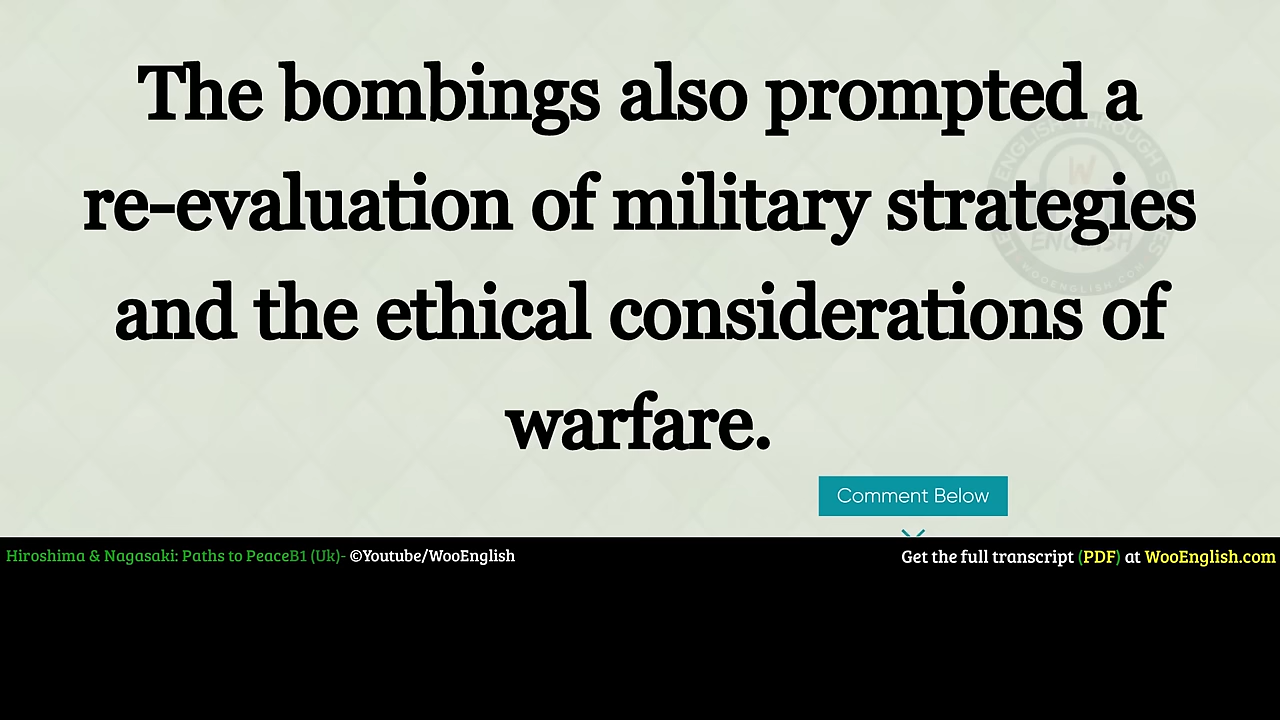 The bombings also prompted a
re-evaluation of military strategies
and the ethical considerations of
warfare.
Comment Below
Hiroshima & Nagasaki: Paths to PeaceB1 (Uk)- ©Youtube/WooEnglish
Get the full transcript (PDF) at WooEnglish.com